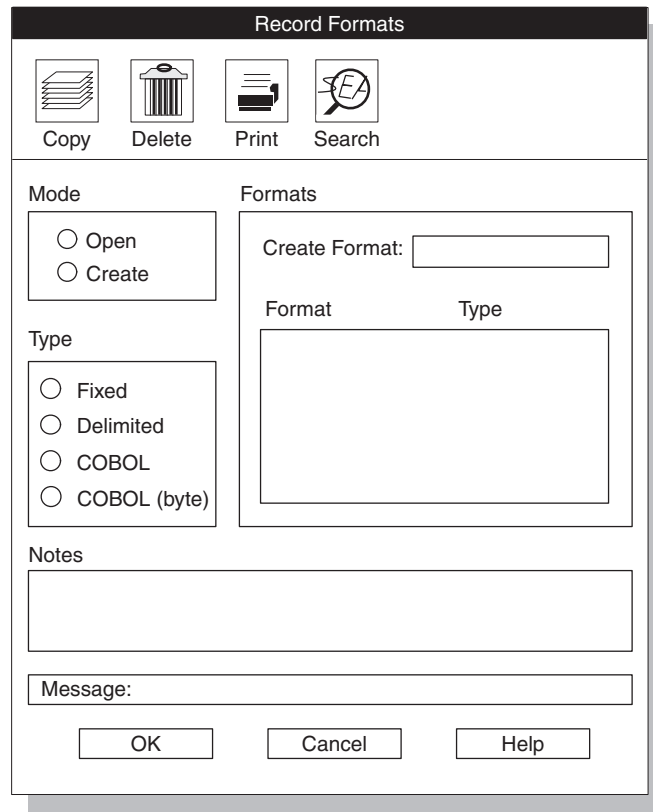 Record Formats
Copy Delete Print Search
SEA
Mode
Open
Create
Type
Fixed
Delimited
COBOL
COBOL (byte)
Formats
Create Format:
Format Type
Notes
Message:
OK Cancel Help